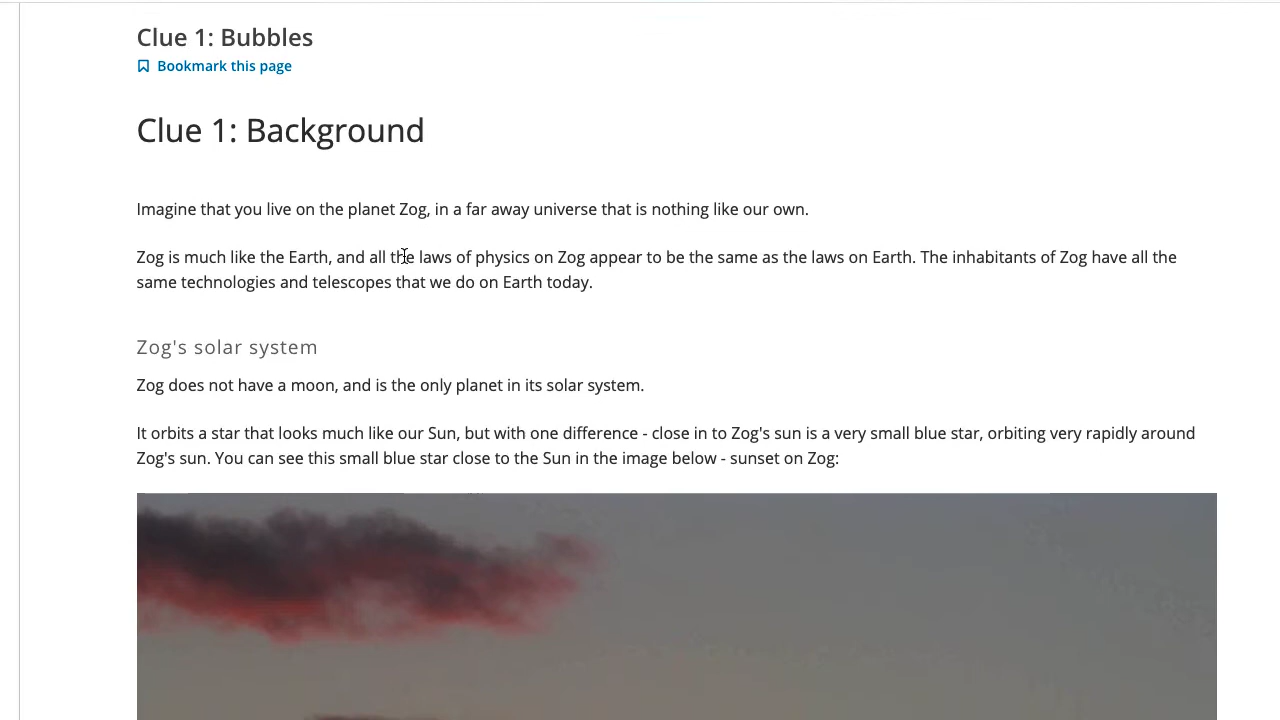 Clue 1: Bubbles
Bookmark this page
Clue 1: Background
Imagine that you live on the planet Zog, in a far away universe that is nothing like our own.
Zog is much like the Earth, and all the laws of physics on Zog appear to be the same as the laws on Earth. The inhabitants of Zog have all the
same technologies and telescopes that we do on Earth today.
Zog's solar system
Zog does not have a moon, and is the only planet in its solar system.
It orbits a star that looks much like our Sun, but with one difference - close in to Zog's sun is a very small blue star, orbiting very rapidly around
Zog's sun. You can see this small blue star close to the Sun in the image below - sunset on Zog: